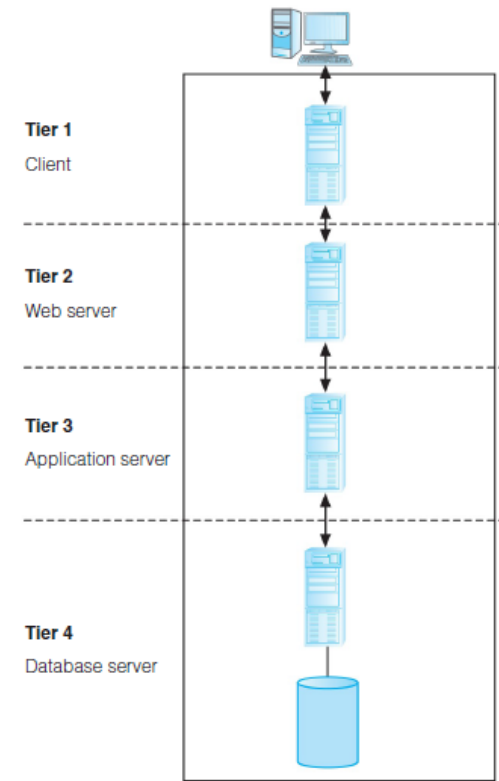 Tier 1
Client
Tier 2
Web server
Tier 3
Application server
Tier 4
Database server